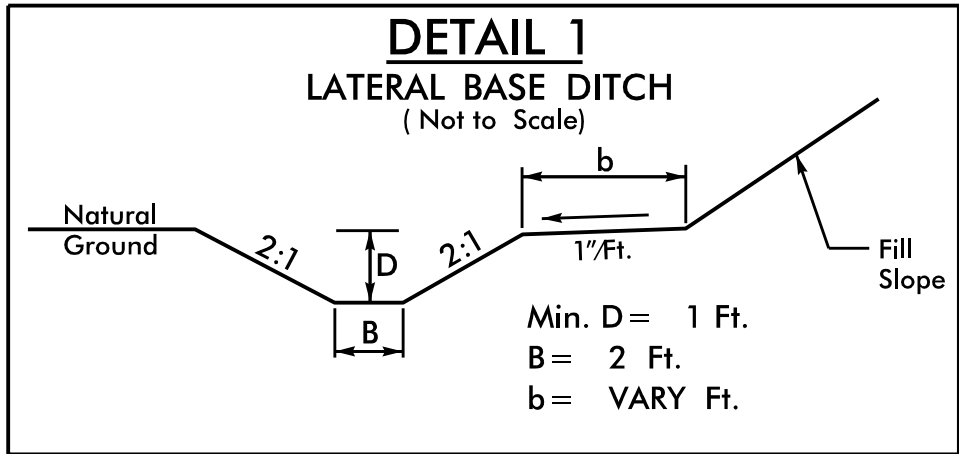 DETAIL 1
LATERAL BASE DITCH
( Not to Scale)
b
Natural
Ground
2:1
D
2:1
1"/Ft.
Fill
Slope
B
Min. D = 1 Ft.
B = 2 Ft.
b = VARY Ft.